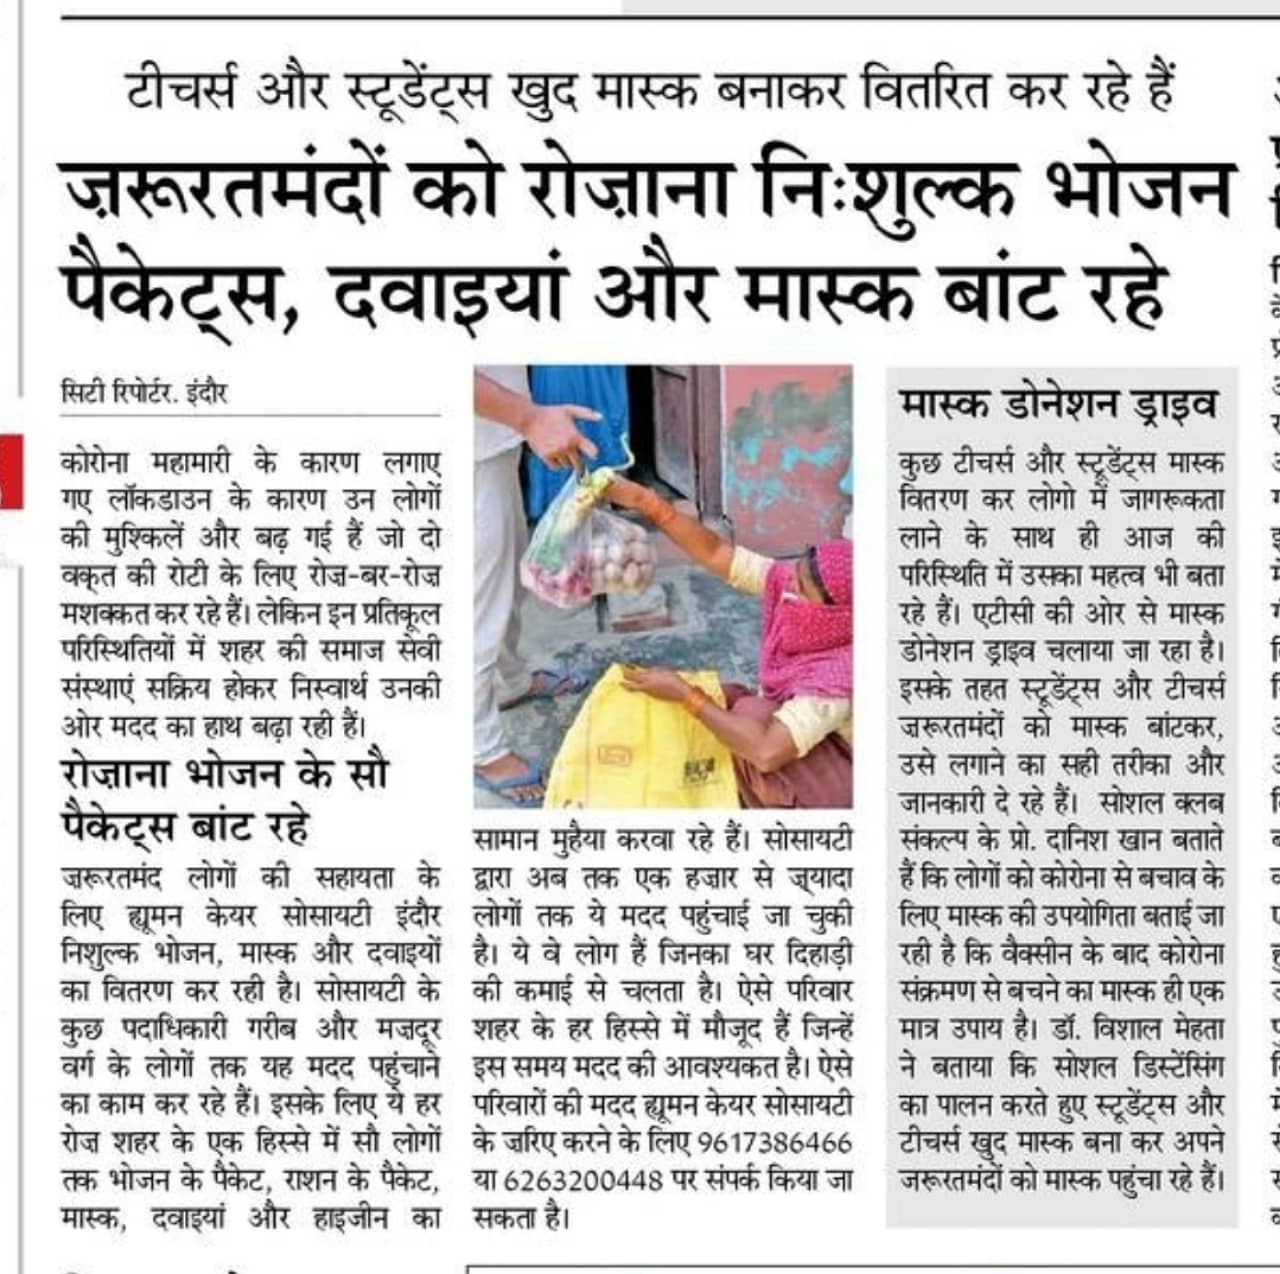 टीचर्स और स्टूडेंट्स खुद मास्क बनाकर वितरित कर रहे हैं
ज़रूरतमंदों को रोज़ाना निःशुल्क भोजन
पैकेट्स, दवाइयां और मास्क बांट रहे
सिटी रिपोर्टर. इंदौर
कोरोना महामारी के कारण लगाए
गए लॉकडाउन के कारण उन लोगों
की मुश्किलें और बढ़ गई हैं जो दो
वक़्त की रोटी के लिए रोज़-बर-रोज़
मशक्कत कर रहे हैं। लेकिन इन प्रतिकूल
परिस्थितियों में शहर की समाज सेवी
संस्थाएं सक्रिय होकर निस्वार्थ उनकी
ओर मदद का हाथ बढ़ा रही हैं।
रोज़ाना भोजन के सौ
पैकेट्स बांट रहे
ज़रूरतमंद लोगों की सहायता के
लिए ह्यूमन केयर सोसायटी इंदौर
निशुल्क भोजन, मास्क और दवाइयों
का वितरण कर रही है। सोसायटी के
कुछ पदाधिकारी गरीब और मज़दूर
वर्ग के लोगों तक यह मदद पहुंचाने
का काम कर रहे हैं। इसके लिए ये हर
रोज़ शहर के एक हिस्से में सौ लोगों
तक भोजन के पैकेट, राशन के पैकेट,
मास्क, दवाइयां और हाइजीन का
सामान मुहैया करवा रहे हैं। सोसायटी
द्वारा अब तक एक हज़ार से ज़्यादा
लोगों तक ये मदद पहुंचाई जा चुकी
है। ये वे लोग हैं जिनका घर दिहाड़ी
की कमाई से चलता है। ऐसे परिवार
शहर के हर हिस्से में मौजूद हैं जिन्हें
इस समय मदद की आवश्यकत है। ऐसे
परिवारों की मदद ह्यूमन केयर सोसायटी
के ज़रिए करने के लिए 9617386466
या 6263200448 पर संपर्क किया जा
सकता है।
मास्क डोनेशन ड्राइव
कुछ टीचर्स और स्टूडेंट्स मास्क
वितरण कर लोगो में जागरूकता
लाने के साथ ही आज की
परिस्थिति में उसका महत्व भी बता
रहे हैं। एटीसी की ओर से मास्क
डोनेशन ड्राइव चलाया जा रहा है।
इसके तहत स्टूडेंट्स और टीचर्स
ज़रूरतमंदों को मास्क बांटकर,
उसे लगाने का सही तरीका और
जानकारी दे रहे हैं। सोशल क्लब
संकल्प के प्रो. दानिश खान बताते
हैं कि लोगों को कोरोना से बचाव के
लिए मास्क की उपयोगिता बताई जा
रही है कि वैक्सीन के बाद कोरोना
संक्रमण से बचने का मास्क ही एक
मात्र उपाय है। डॉ. विशाल मेहता
ने बताया कि सोशल डिस्टेंसिंग
का पालन करते हुए स्टूडेंट्स और
टीचर्स खुद मास्क बना कर अपने
ज़रूरतमंदों को मास्क पहुंचा रहे हैं।